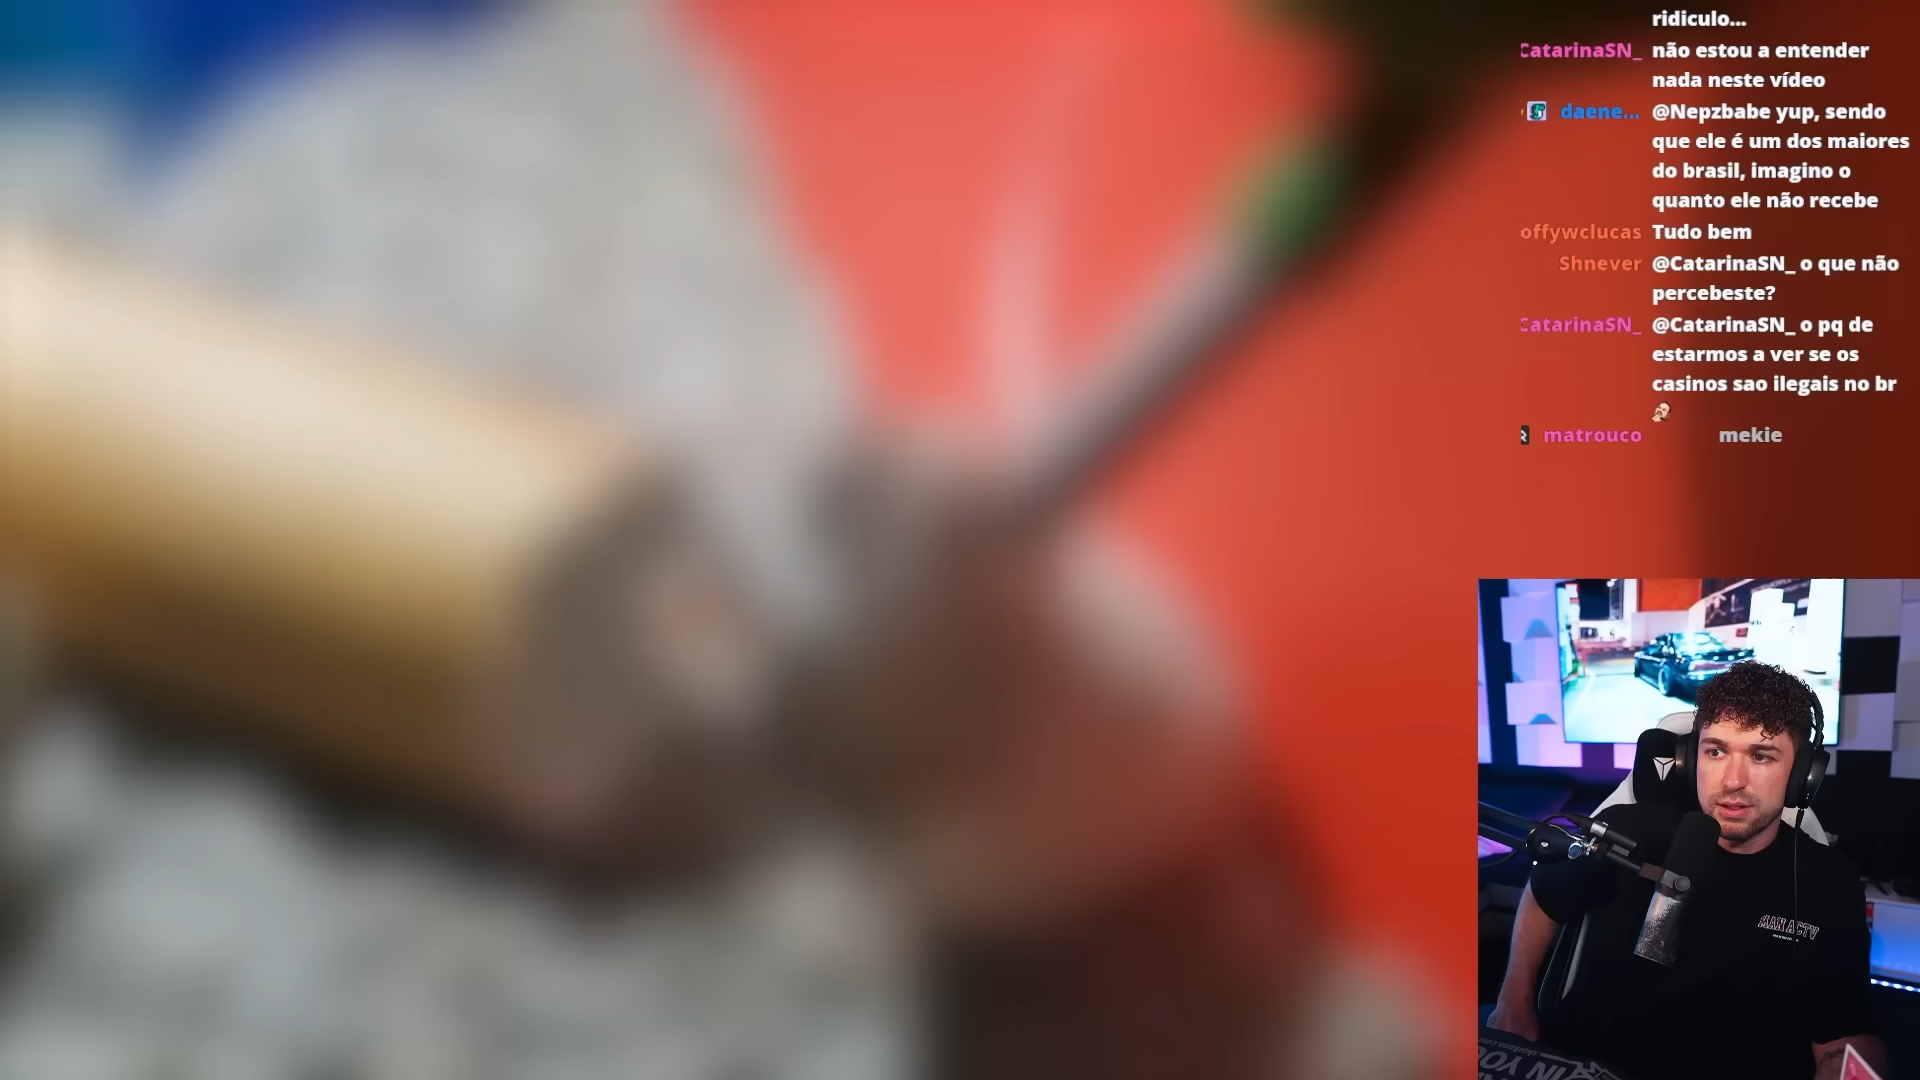 ridiculo...
CatarinaSN_ não estou a entender
nada neste vídeo
daene... @Nepzbabe yup, sendo
que ele é um dos maiores
do brasil, imagino o
quanto ele não recebe
offywclucas Tudo bem
Shnever @CatarinaSN_ o que não
percebeste?
CatarinaSN_ @CatarinaSN_ o pq de
estarmos a ver se os
casinos sao ilegais no br
matrouco mekie
MAN ACTV